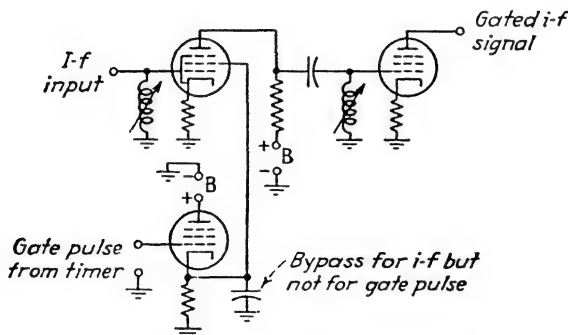 Gated i-f
signal
I-f
input
+
B
-
- B
+
Gate pulse
from timer
Bypass for i-f but
not for gate pulse